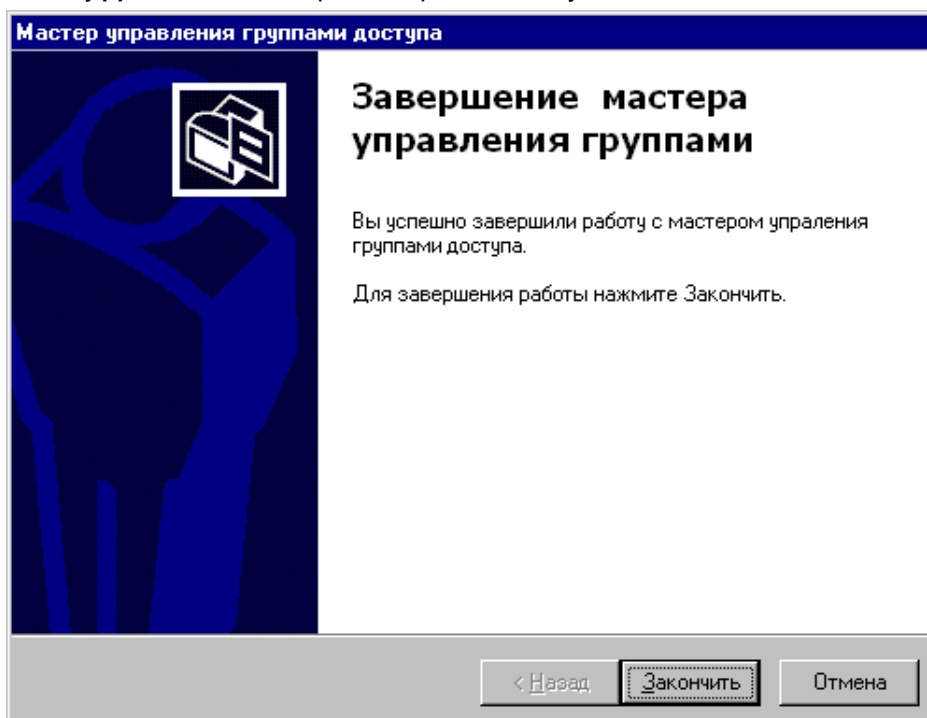 Мастер управления группами доступа
Завершение мастера
управления группами
Вы успешно завершили работу с мастером упраления
группами доступа.
Для завершения работы нажмите Закончить.
< Назад
Закончить
Отмена